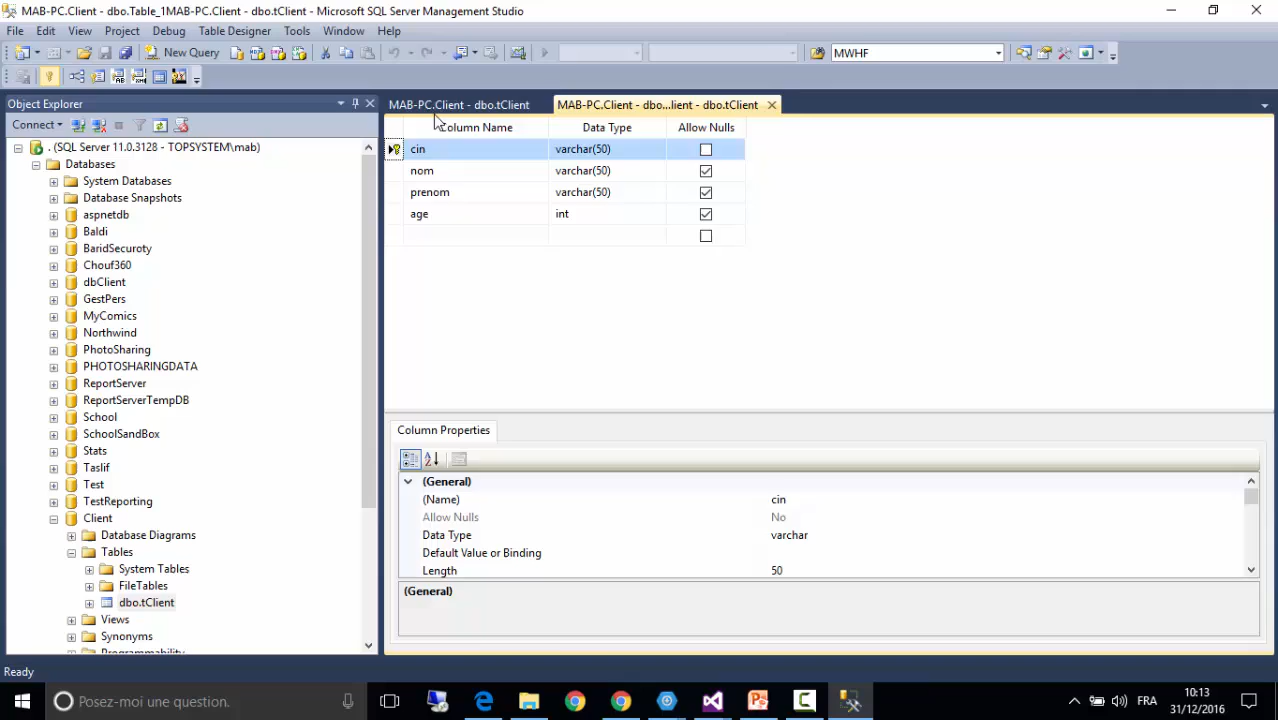 MAB-PC.Client - dbo.Table_1MAB-PC.Client - dbo.tClient - Microsoft SQL Server Management Studio
File Edit View Project Debug Table Designer Tools Window Help
New Query MWHF
Object Explorer
Connect
. (SQL Server 11.0.3128 - TOPSYSTEM\mab)
Databases
System Databases
Database Snapshots
aspnetdb
Baldi
BaridSecuroty
Chouf360
dbClient
GestPers
MyComics
Northwind
PhotoSharing
PHOTOSHARINGDATA
ReportServer
ReportServerTempDB
School
SchoolSandBox
Stats
Taslif
Test
TestReporting
Client
Database Diagrams
Tables
System Tables
FileTables
dbo.tClient
Views
Synonyms
Programmability
MAB-PC.Client - dbo.tClient MAB-PC.Client - dbo...lient - dbo.tClient
Column Name Data Type Allow Nulls
cin varchar(50)
nom varchar(50)
prenom varchar(50)
age int
Column Properties
(General)
(Name) cin
Allow Nulls No
Data Type varchar
Default Value or Binding
Length 50
(General)
Ready
Posez-moi une question.
FRA
10:13
31/12/2016